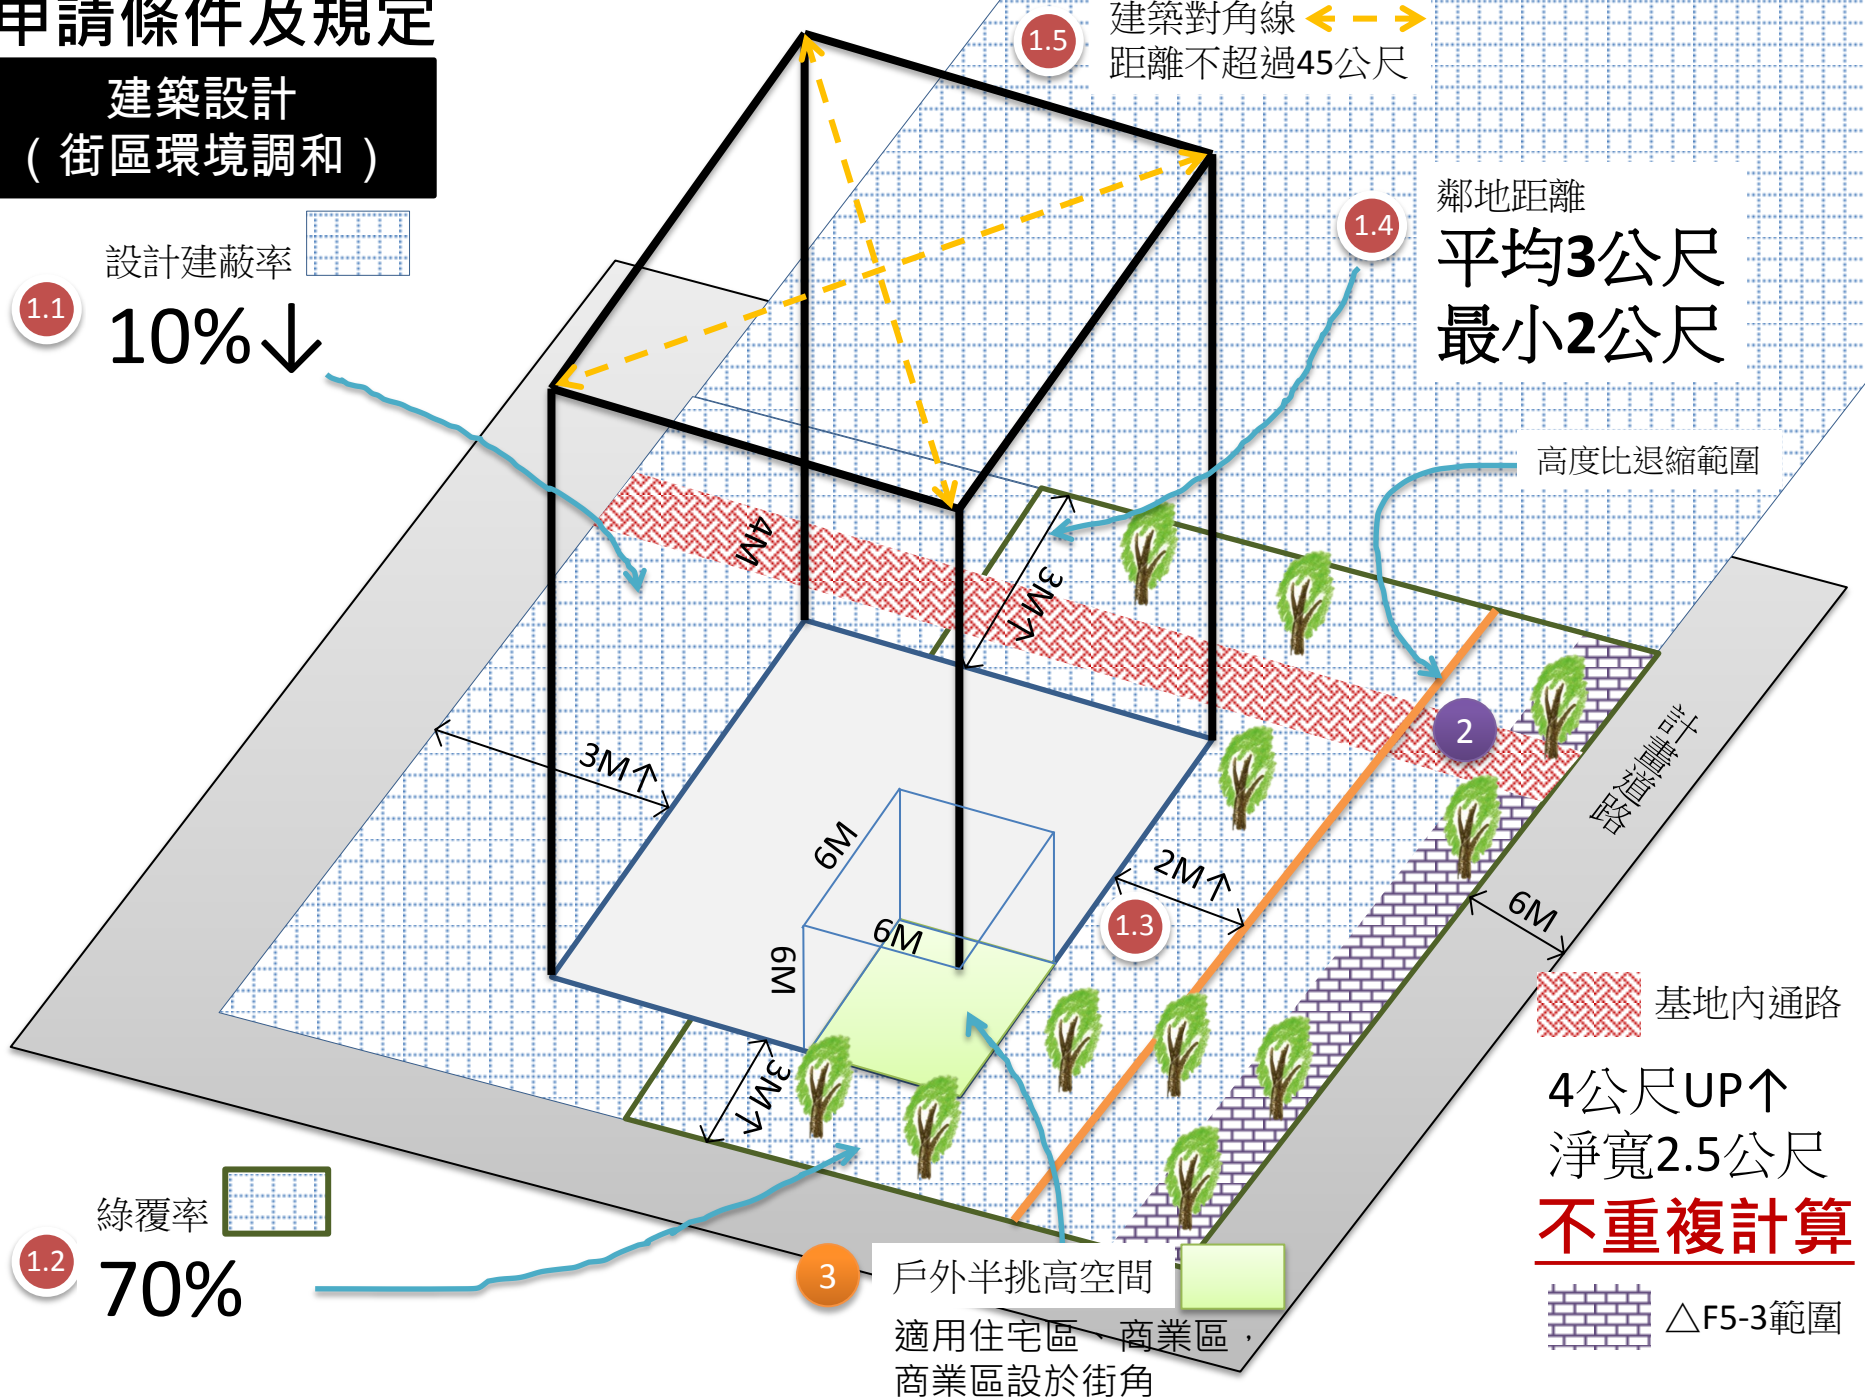 申請條件及規定
建築設計
（街區環境調和）
1.5
建築對角線
距離不超過45公尺
1.4
鄰地距離
平均3公尺
最小2公尺
1.1
設計建蔽率
10%↓
高度比退縮範圍
4M
3M↑
2
計畫道路
3M↑
6M
6M
6M
2M↑
1.3
6M
3M↑
基地內通路
4公尺UP↑
淨寬2.5公尺
不重複計算
△F5-3範圍
1.2
綠覆率
70%
3
戶外半挑高空間
適用住宅區、商業區，
商業區設於街角